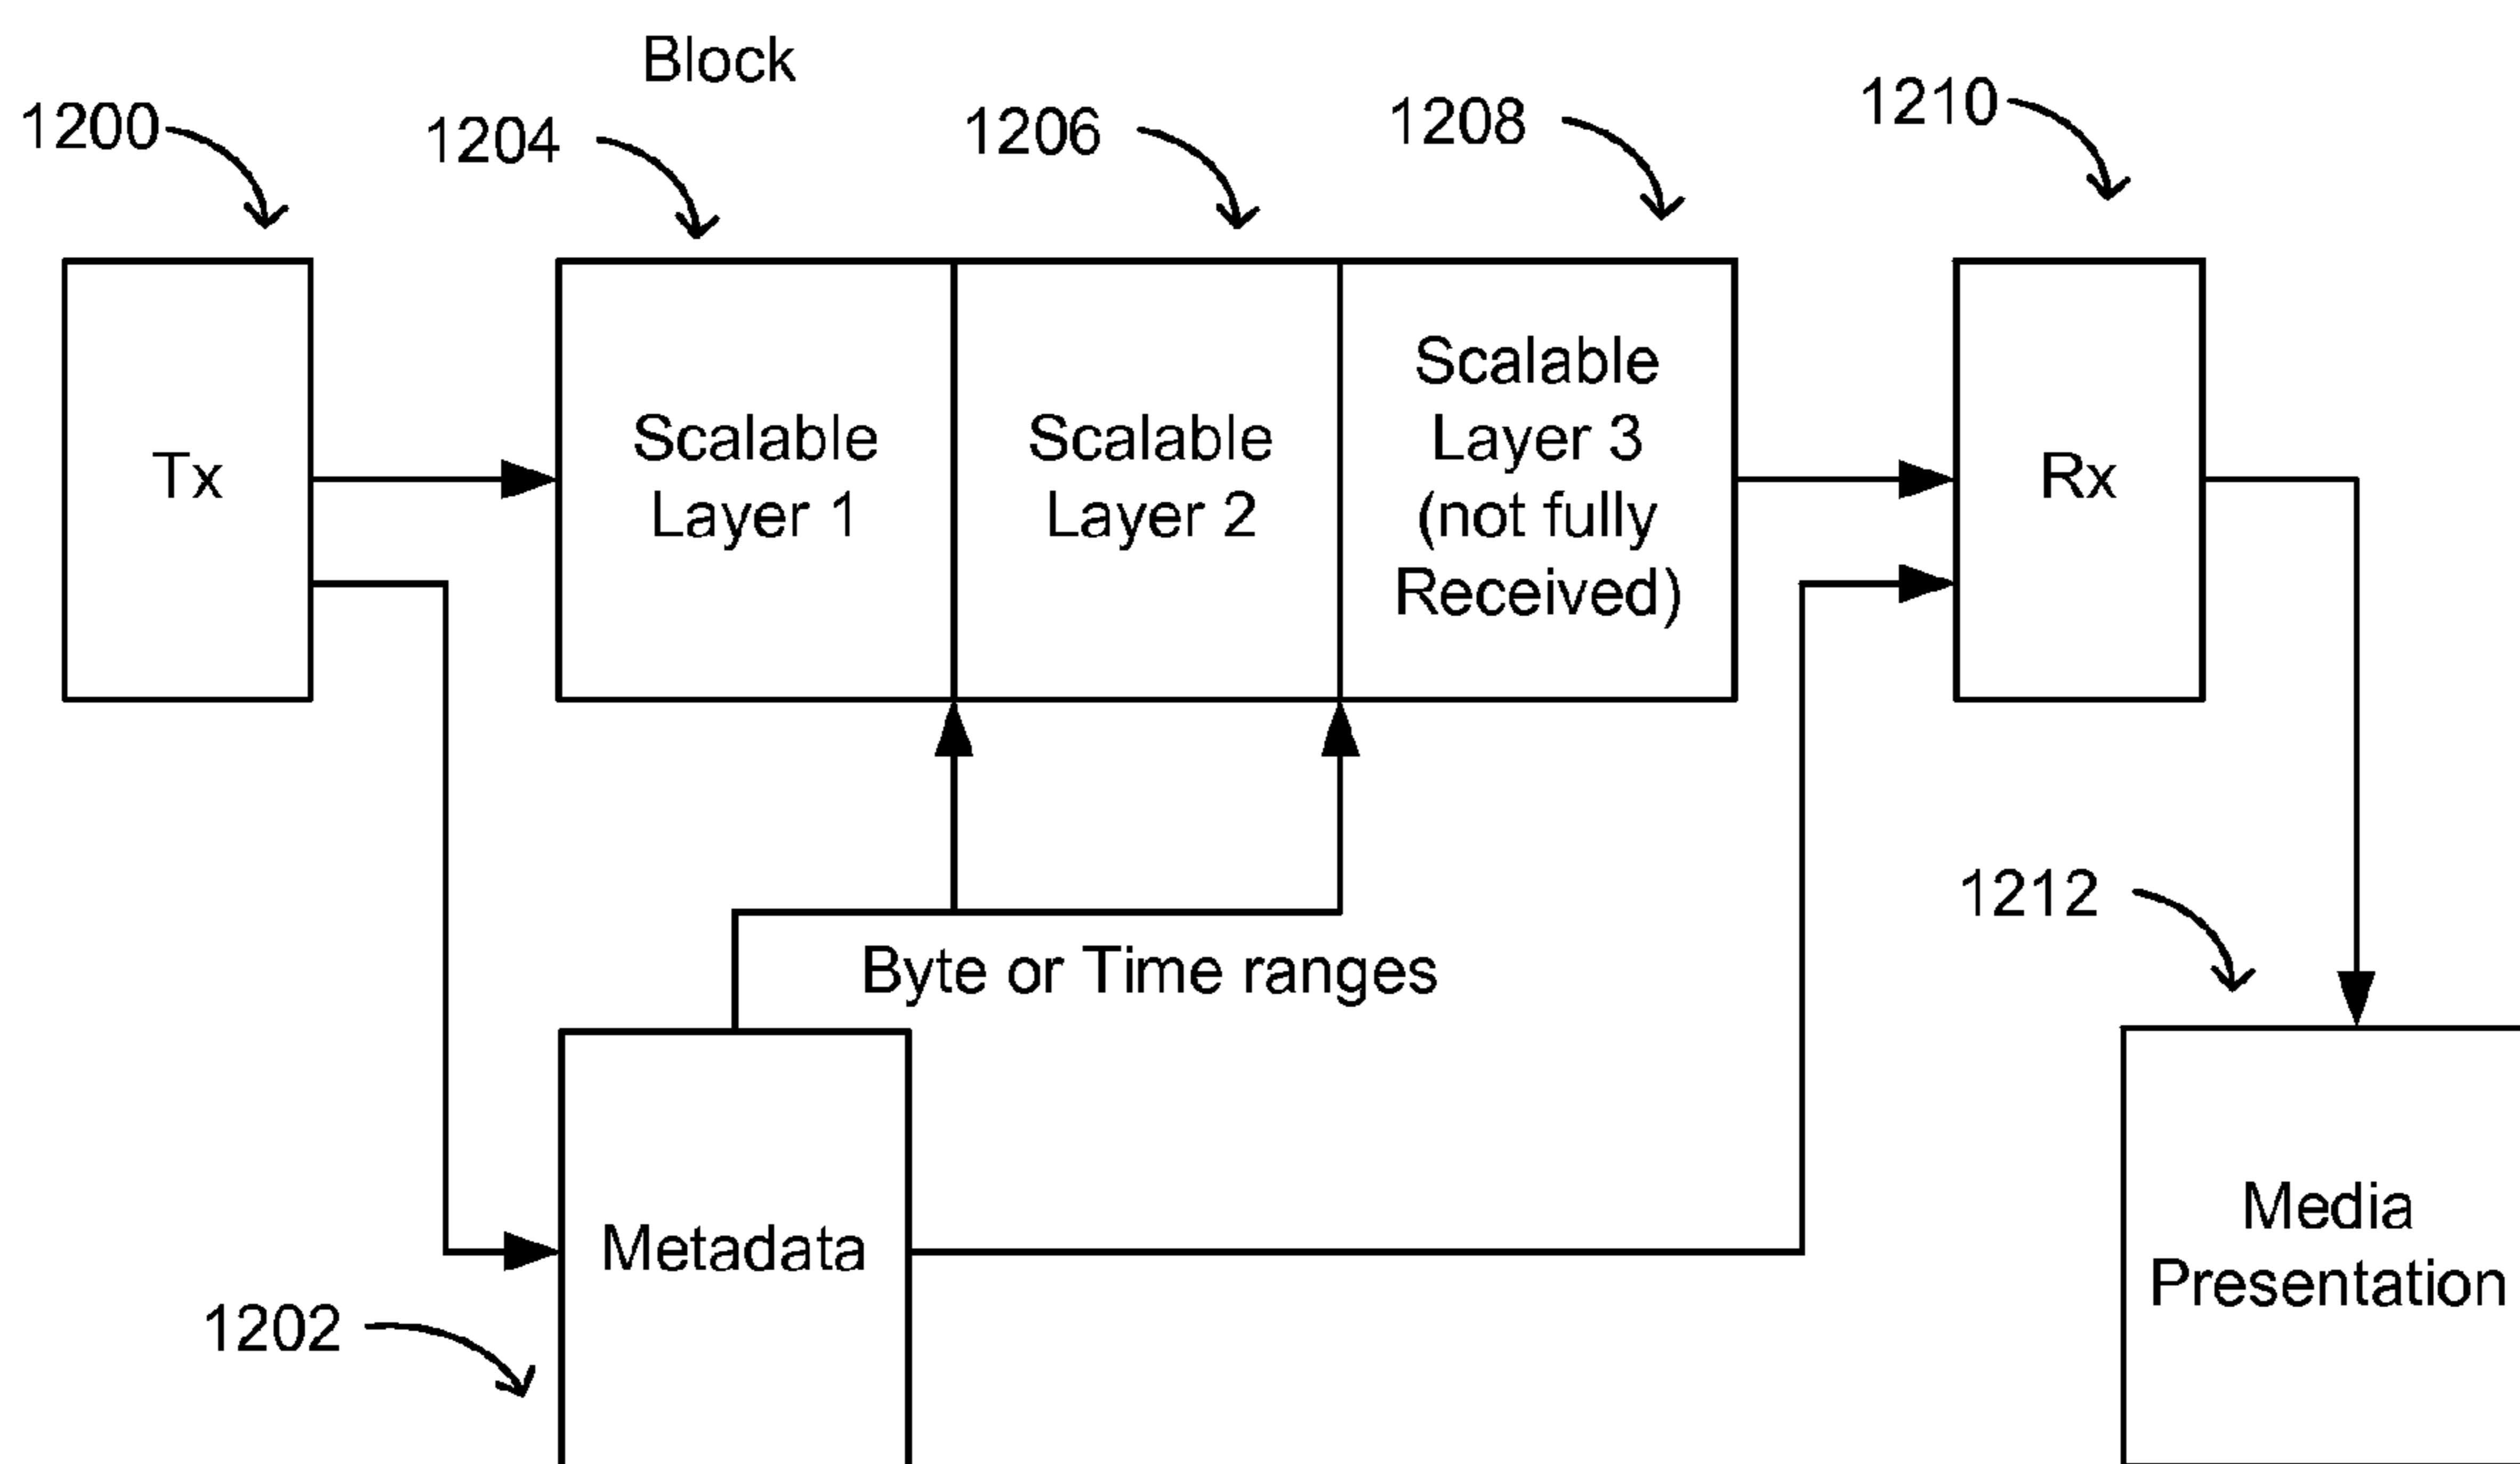 Block
1200
1204
1206
1208
1210
Tx
Scalable
Layer 1
Scalable
Layer 2
Scalable
Layer 3
(not fully
Received)
Rx
1212
Byte or Time ranges
Metadata
1202
Media
Presentation